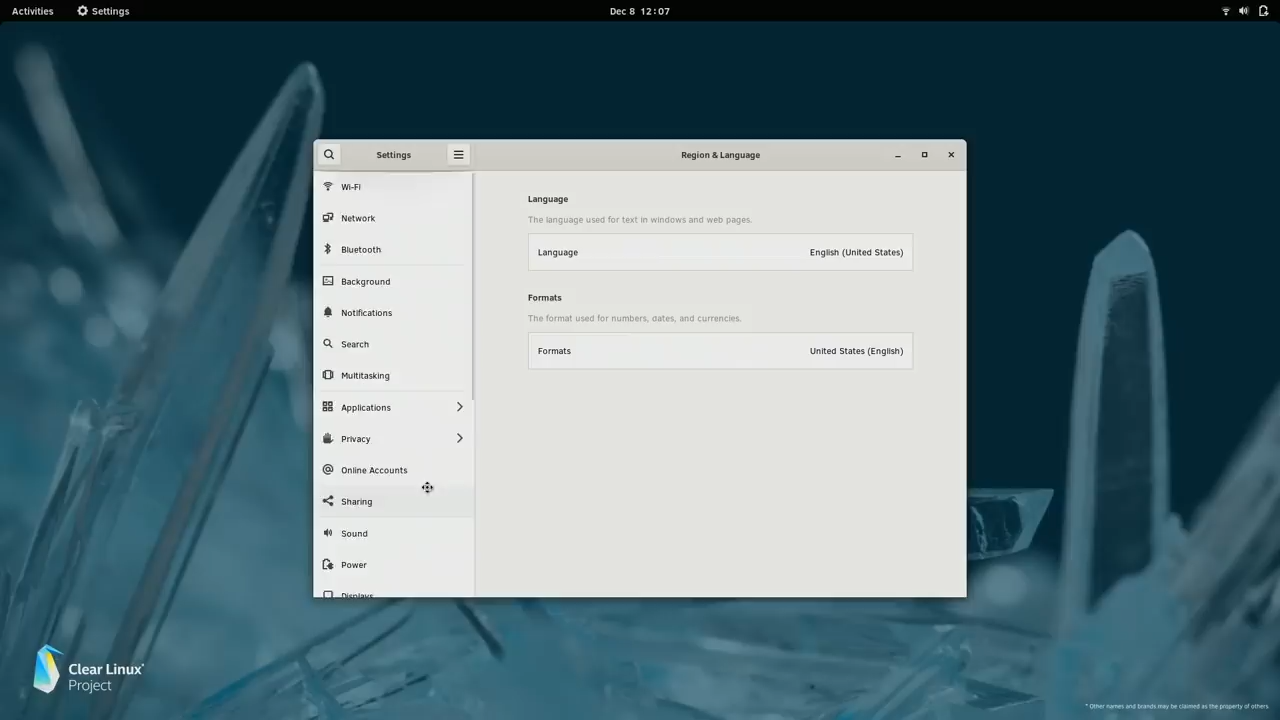 Activities
Settings
Dec 8 12:07
Settings
Region & Language
Wi-Fi
Network
Bluetooth
Background
Notifications
Search
Multitasking
Applications
Privacy
Online Accounts
Sharing
Sound
Power
Displays
Language
The language used for text in windows and web pages.
Language English (United States)
Formats
The format used for numbers, dates, and currencies.
Formats United States (English)
Clear Linux*
Project
* Other names and brands may be claimed as the property of others.